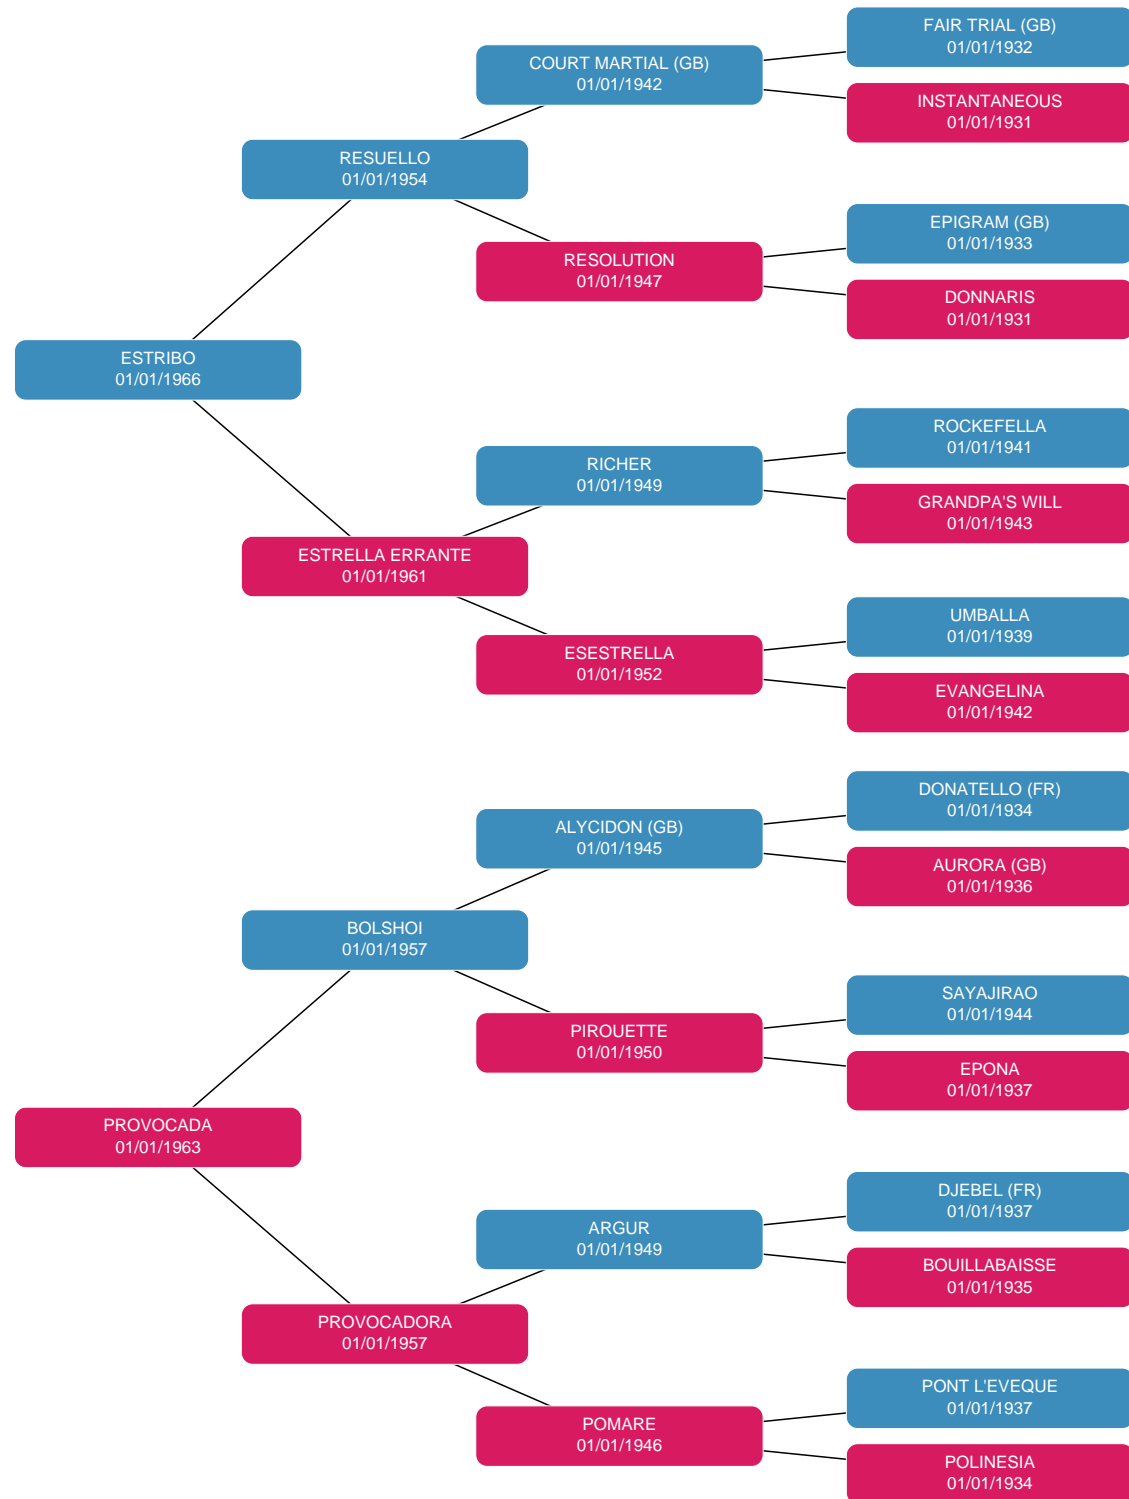 FAIR TRIAL (GB)
01/01/1932
COURT MARTIAL (GB)
01/01/1942
INSTANTANEOUS
01/01/1931
RESUELLO
01/01/1954
EPIGRAM (GB)
01/01/1933
RESOLUTION
01/01/1947
DONNARIS
01/01/1931
ESTRIBO
01/01/1966
ROCKEFELLA
01/01/1941
RICHER
01/01/1949
GRANDPA'S WILL
01/01/1943
ESTRELLA ERRANTE
01/01/1961
UMBALLA
01/01/1939
ESESTRELLA
01/01/1952
EVANGELINA
01/01/1942
DONATELLO (FR)
01/01/1934
ALYCIDON (GB)
01/01/1945
AURORA (GB)
01/01/1936
BOLSHOI
01/01/1957
SAYAJIRAO
01/01/1944
PIROUETTE
01/01/1950
EPONA
01/01/1937
PROVOCADA
01/01/1963
DJEBEL (FR)
01/01/1937
ARGUR
01/01/1949
BOUILLABAISSE
01/01/1935
PROVOCADORA
01/01/1957
PONT L'EVEQUE
01/01/1937
POMARE
01/01/1946
POLINESIA
01/01/1934